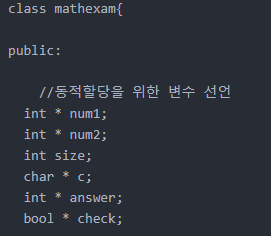 class mathexam{
public:
//동적할당을 위한 변수 선언
int * num1;
int * num2;
int size;
char * c;
int * answer;
bool * check;